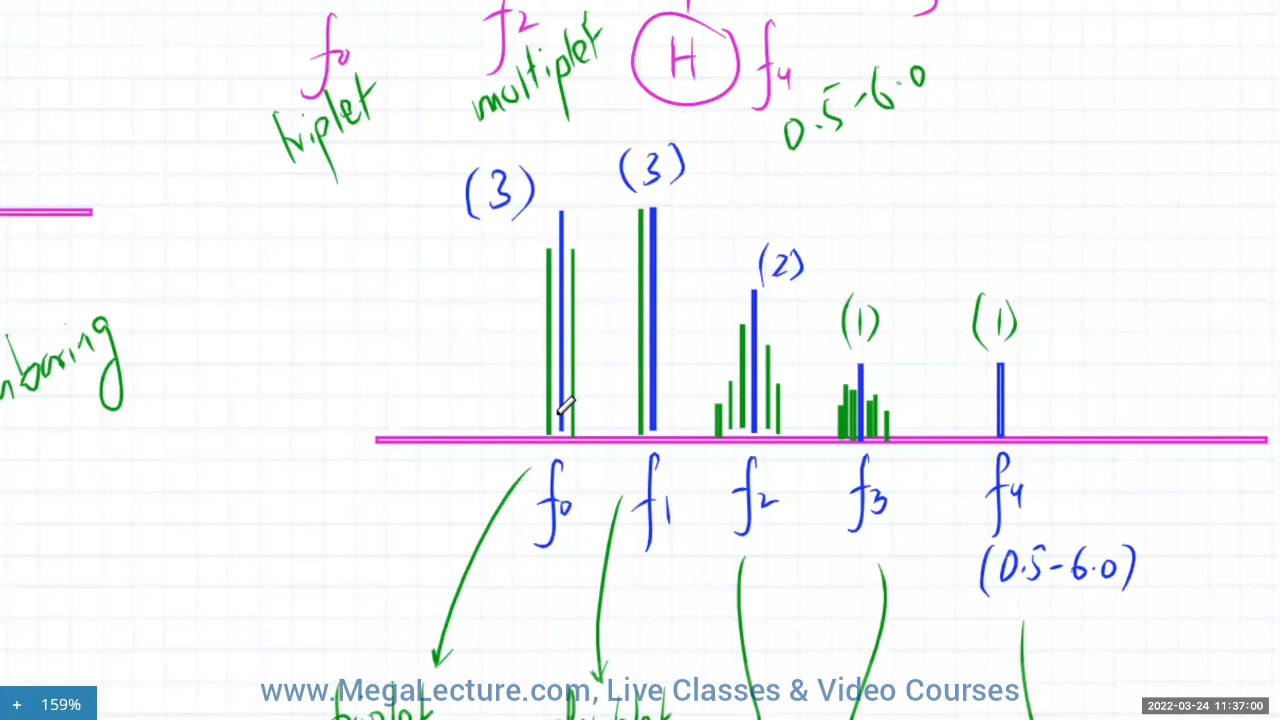 f0
f2
H
f4
triplet
multiplet
0.5-6.0
(3)
(3)
(2)
(1)
(1)
f0
f1
f2
f3
f4
(0.5-6.0)
www.MegaLecture.com, Live Classes & Video Courses
+ 159%
2022-03-24 11:37:00